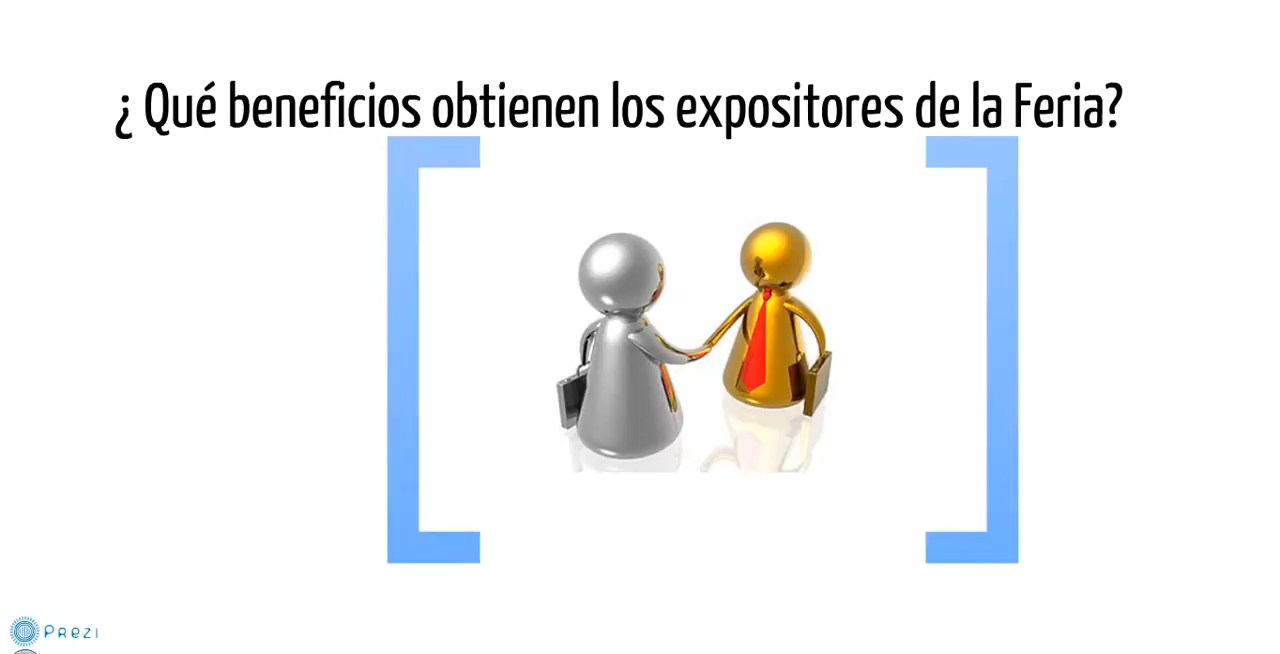 ¿ Qué beneficios obtienen los expositores de la Feria?
Prezi